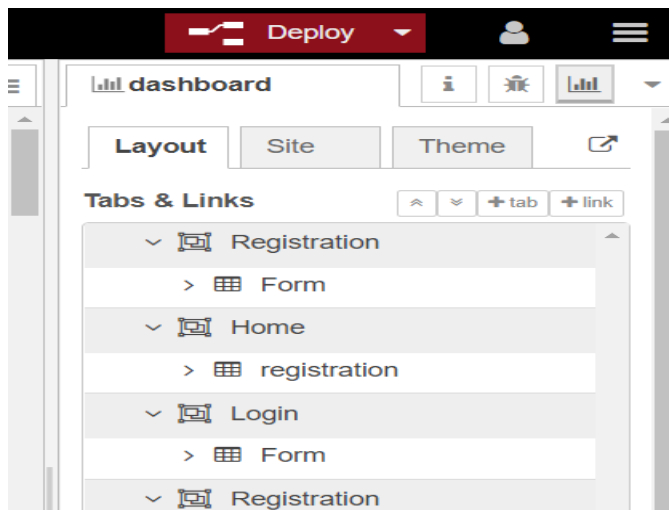 Deploy
dashboard
Layout Site Theme
Tabs & Links + tab + link
Registration
Form
Home
registration
Login
Form
Registration